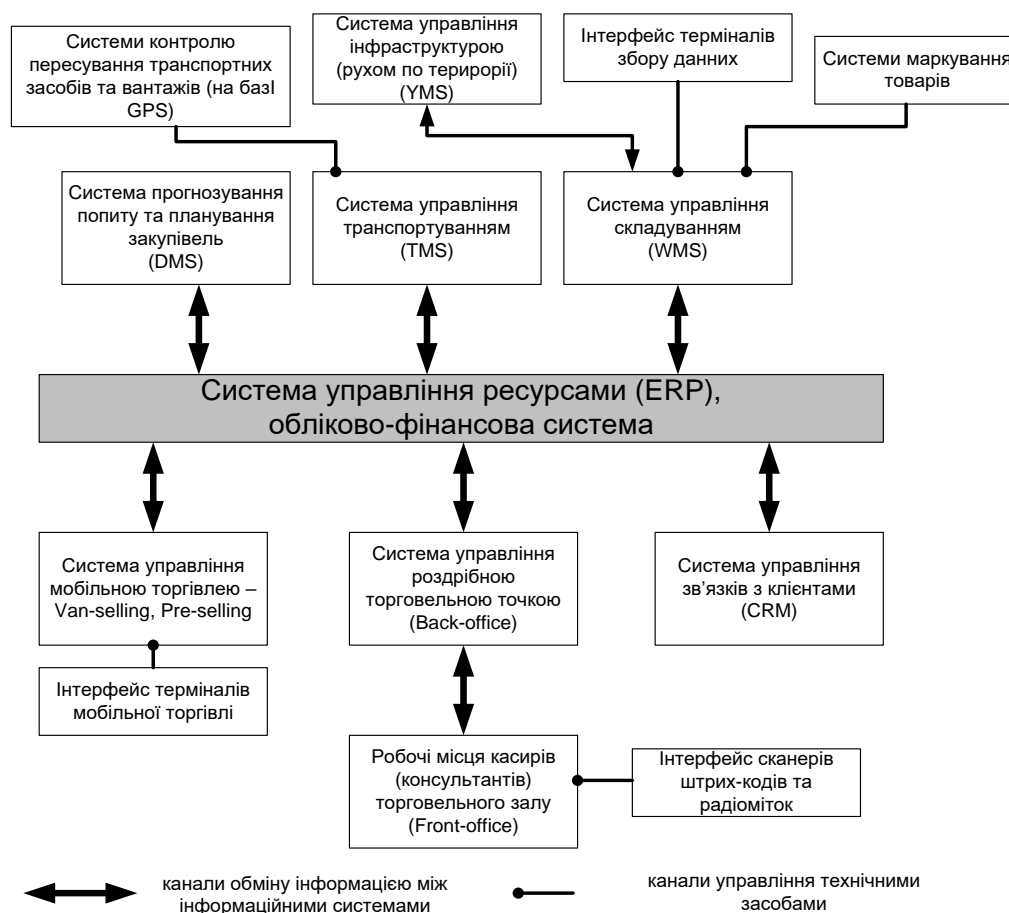 Системи контролю
пересування транспортних
засобів та вантажів (на базІ
GPS)
Система управління
інфраструктурою
(рухом по терирорії)
(YMS)
Інтерфейс терміналів
збору данних
Системи маркування
товарів
Система прогнозування
попиту та планування
закупівель
(DMS)
Система управління
транспортуванням
(TMS)
Система управління
складуванням
(WMS)
Система управління ресурсами (ERP),
обліково-фінансова система
Система управління
мобільною торгівлею –
Van-selling, Pre-selling
Система управління
роздрібною
торговельною точкою
(Back-office)
Система управління
зв’язків з клієнтами
(CRM)
Інтерфейс терміналів
мобільної торгівлі
Робочі місця касирів
(консультантів)
торговельного залу
(Front-office)
Інтерфейс сканерів
штрих-кодів та
радіоміток
канали обміну інформацією між
інформаційними системами
канали управління технічними
засобами